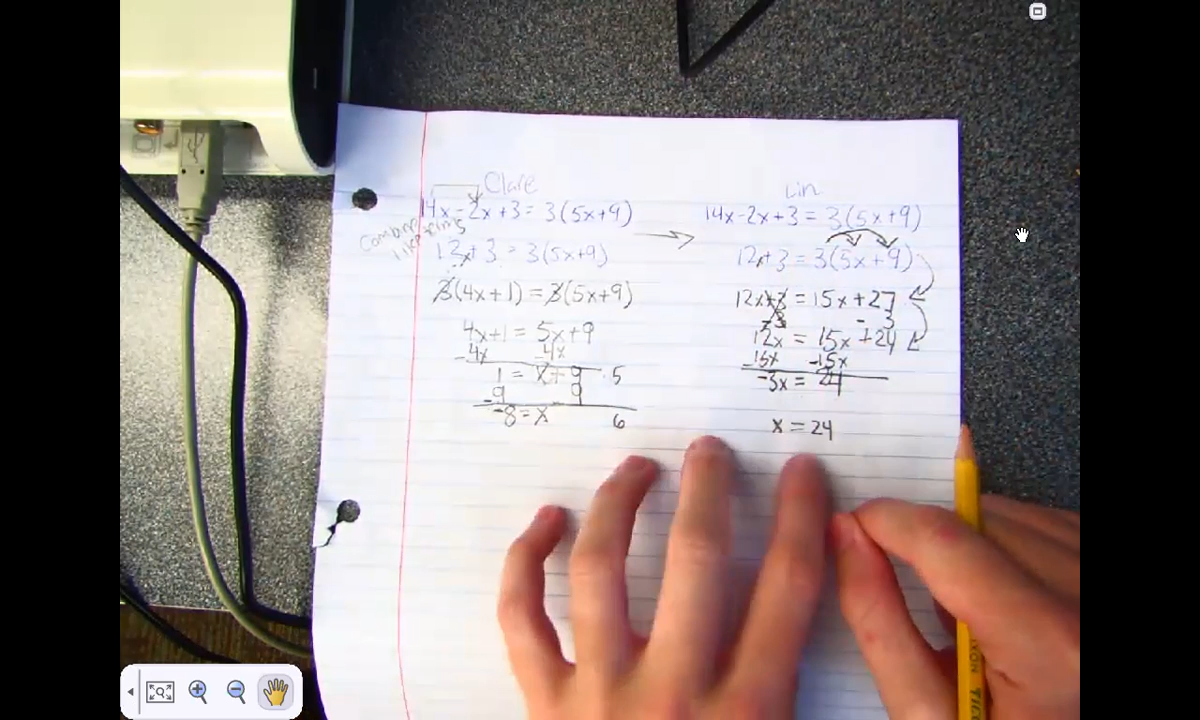 Clare
14x - 2x + 3 = 3(5x+9)
Combine like terms
12x + 3 = 3(5x+9)
3(4x+1) = 3(5x+9)
4x+1 = 5x+9
-4x -4x
1 = x + 9 5
-9 -9
-8 = x 6
Lin
14x-2x+3 = 3(5x+9)
12x+3 = 3(5x+9)
12x+3 = 15x+27
-3 - 3
12x = 15x +24
-15x -15x
-3x = 24
x = 24
XON TICO